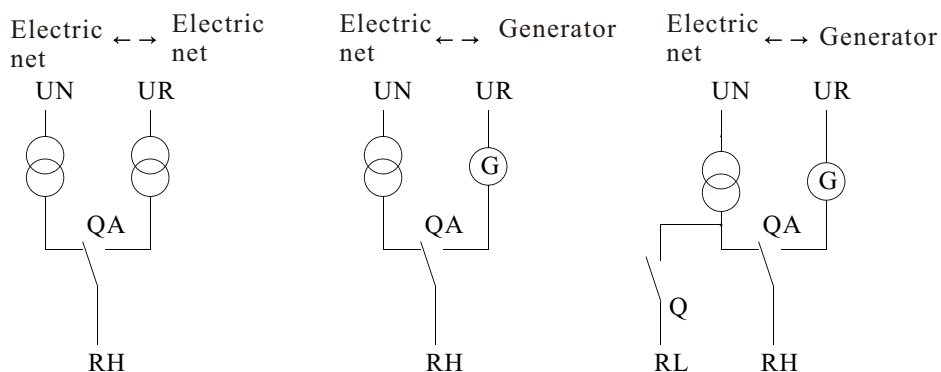 Electric net ← → Electric net
UN UR
QA
RH
Electric net ← → Generator
UN UR
G
QA
RH
Electric net ← → Generator
UN UR
G
QA
Q
RL RH